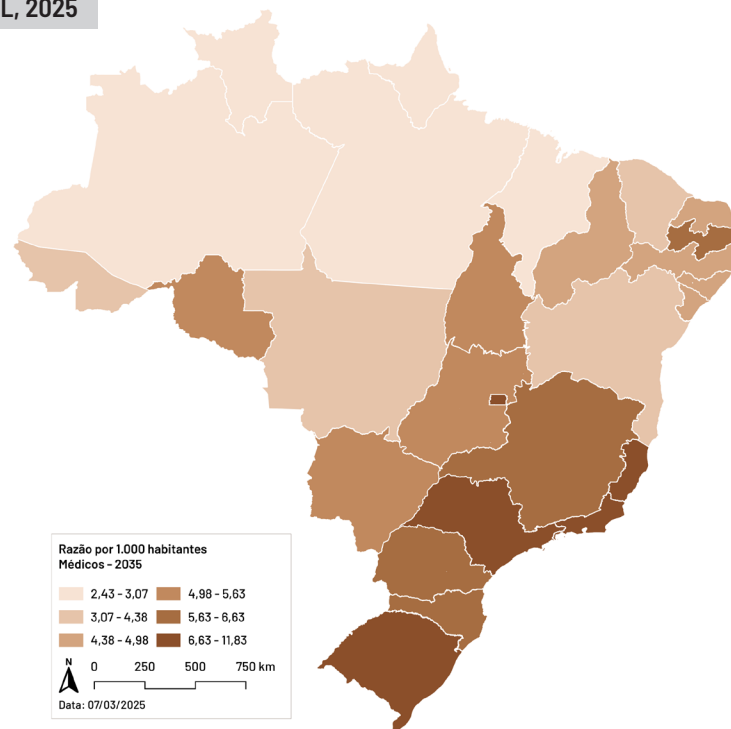 L, 2025
Razão por 1.000 habitantes
Médicos - 2035
2,43 - 3,07
4,98 - 5,63
3,07 - 4,38
5,63 - 6,63
4,38 - 4,98
6,63 - 11,83
N
0 250 500 750 km
Data: 07/03/2025